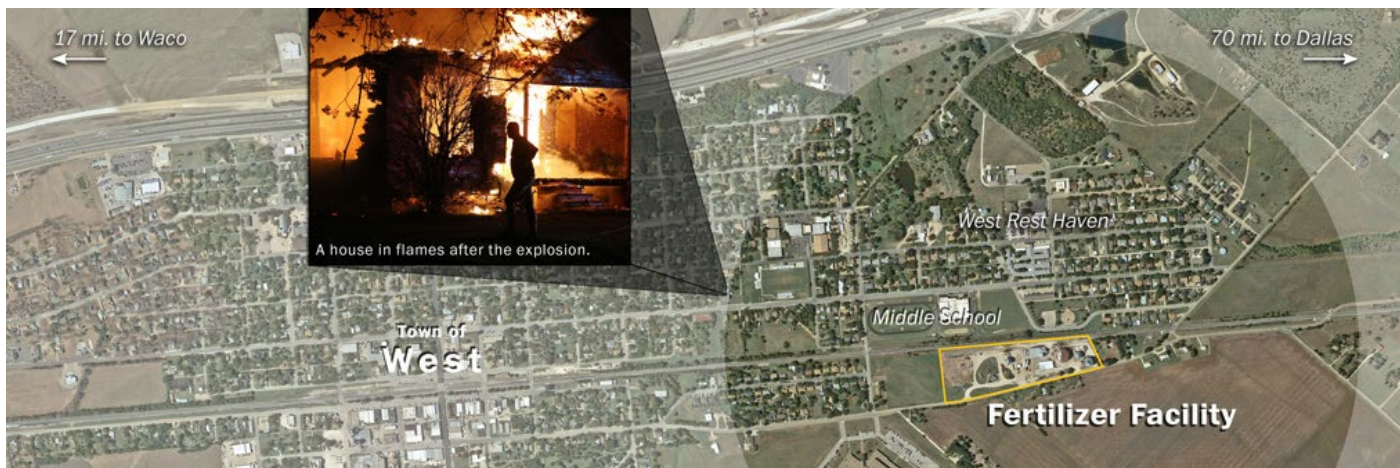 17 mi. to Waco
70 mi. to Dallas
A house in flames after the explosion.
West Rest Haven
Middle School
Town of
West
Fertilizer Facility